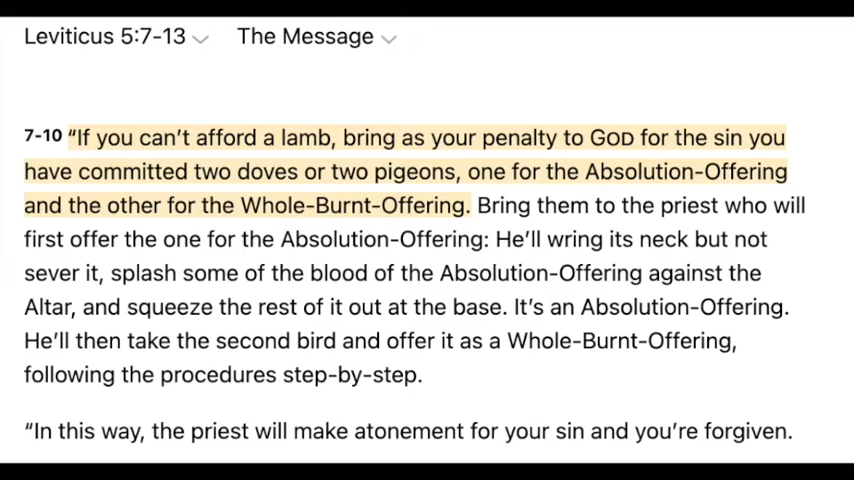 Leviticus 5:7-13 The Message
7-10 “If you can’t afford a lamb, bring as your penalty to GOD for the sin you
have committed two doves or two pigeons, one for the Absolution-Offering
and the other for the Whole-Burnt-Offering. Bring them to the priest who will
first offer the one for the Absolution-Offering: He’ll wring its neck but not
sever it, splash some of the blood of the Absolution-Offering against the
Altar, and squeeze the rest of it out at the base. It’s an Absolution-Offering.
He’ll then take the second bird and offer it as a Whole-Burnt-Offering,
following the procedures step-by-step.
“In this way, the priest will make atonement for your sin and you’re forgiven.